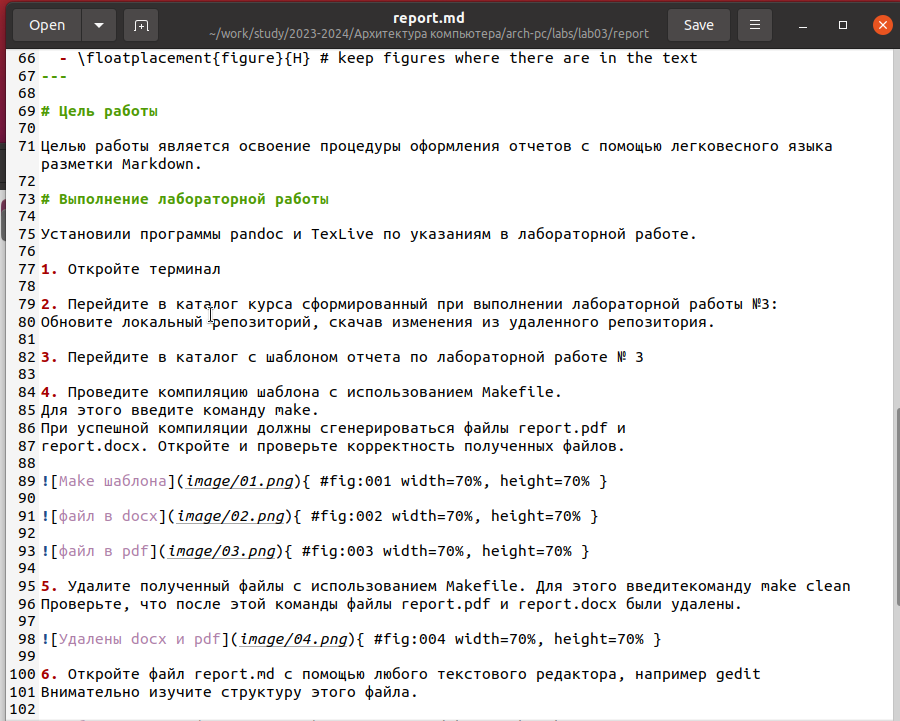 Open
report.md
~/work/study/2023-2024/Архитектура компьютера/arch-pc/labs/lab03/report
Save
66 - \floatplacement{figure}{H} # keep figures where there are in the text
67 ---
68
69 # Цель работы
70
71 Целью работы является освоение процедуры оформления отчетов с помощью легковесного языка
разметки Markdown.
72
73 # Выполнение лабораторной работы
74
75 Установили программы pandoc и TexLive по указаниям в лабораторной работе.
76
77 1. Откройте терминал
78
79 2. Перейдите в каталог курса сформированный при выполнении лабораторной работы №3:
80 Обновите локальный репозиторий, скачав изменения из удаленного репозитория.
81
82 3. Перейдите в каталог с шаблоном отчета по лабораторной работе № 3
83
84 4. Проведите компиляцию шаблона с использованием Makefile.
85 Для этого введите команду make.
86 При успешной компиляции должны сгенерироваться файлы report.pdf и
87 report.docx. Откройте и проверьте корректность полученных файлов.
88
89 ![Make шаблона](image/01.png){ #fig:001 width=70%, height=70% }
90
91 ![файл в docx](image/02.png){ #fig:002 width=70%, height=70% }
92
93 ![файл в pdf](image/03.png){ #fig:003 width=70%, height=70% }
94
95 5. Удалите полученный файлы с использованием Makefile. Для этого введитекоманду make clean
96 Проверьте, что после этой команды файлы report.pdf и report.docx были удалены.
97
98 ![Удалены docx и pdf](image/04.png){ #fig:004 width=70%, height=70% }
99
100 6. Откройте файл report.md с помощью любого текстового редактора, например gedit
101 Внимательно изучите структуру этого файла.
102